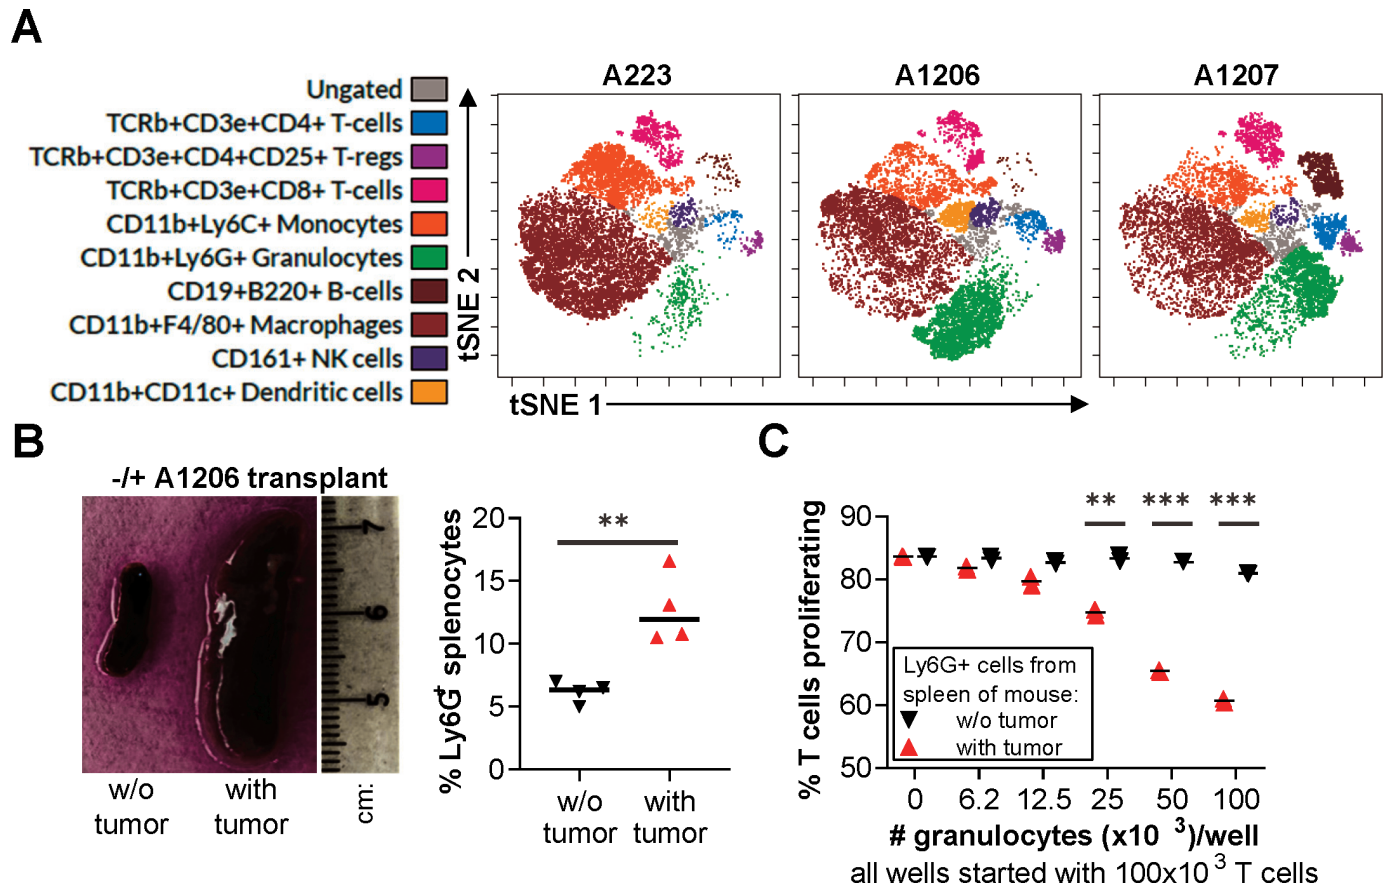 A
A223
A1206
A1207
Ungated
TCRb+CD3e+CD4+ T-cells
TCRb+CD3e+CD4+CD25+ T-regs
TCRb+CD3e+CD8+ T-cells
CD11b+Ly6C+ Monocytes
CD11b+Ly6G+ Granulocytes
CD19+B220+ B-cells
CD11b+F4/80+ Macrophages
CD161+ NK cells
CD11b+CD11c+ Dendritic cells
tSNE 2
tSNE 1
B
-/+ A1206 transplant
7
6
5
w/o
tumor
with
tumor
cm:
% Ly6G+ splenocytes
20
15
10
5
0
**
w/o
tumor
with
tumor
C
** *** ***
% T cells proliferating
90
80
70
60
50
Ly6G+ cells from
spleen of mouse:
w/o tumor
with tumor
0 6.2 12.5 25 50 100
# granulocytes (x10 3)/well
all wells started with 100x10 3 T cells